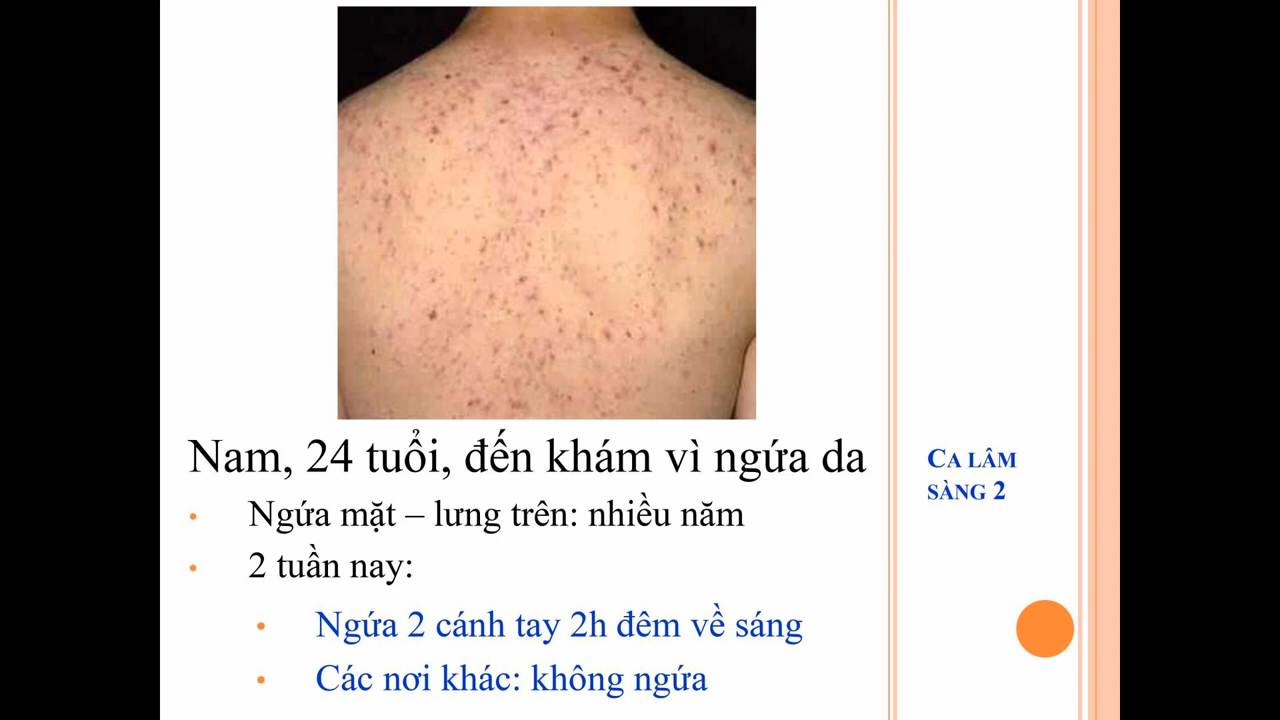 Nam, 24 tuổi, đến khám vì ngứa da
• Ngứa mặt – lưng trên: nhiều năm
• 2 tuần nay:
• Ngứa 2 cánh tay 2h đêm về sáng
• Các nơi khác: không ngứa
CA LÂM
SÀNG 2